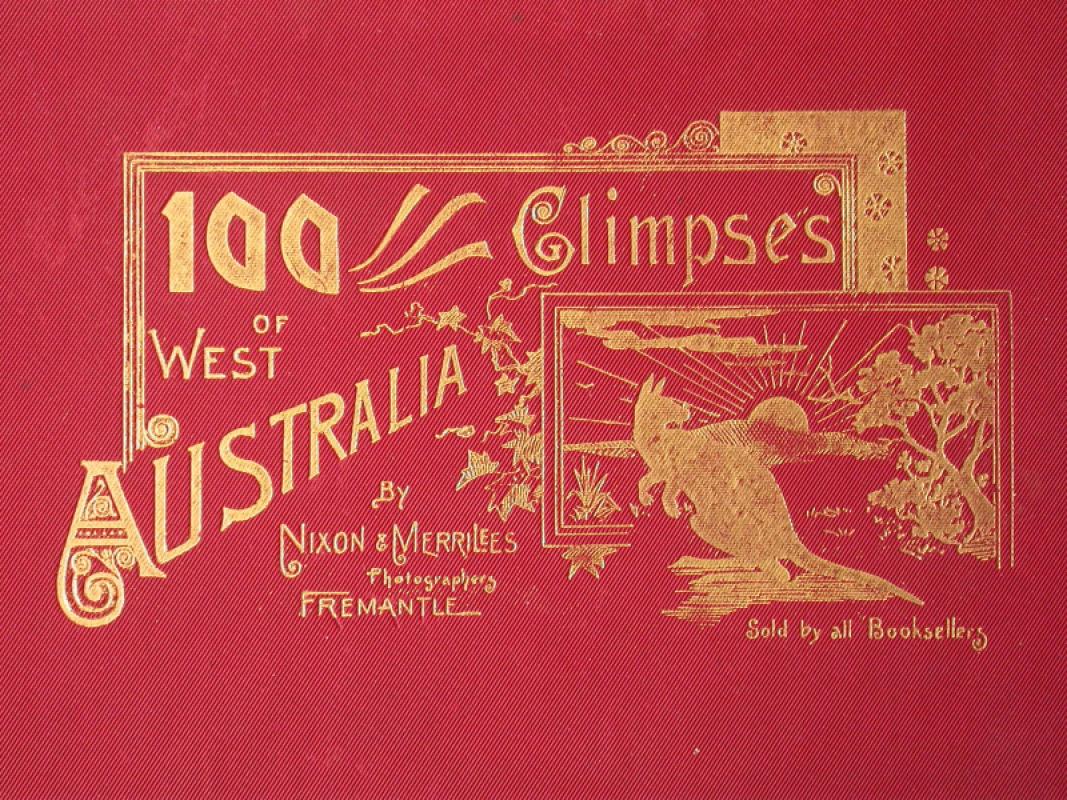 100 Glimpses
OF
WEST
AUSTRALIA
By
NIXON & MERRILEES
Photographers
FREMANTLE
Sold by all Booksellers